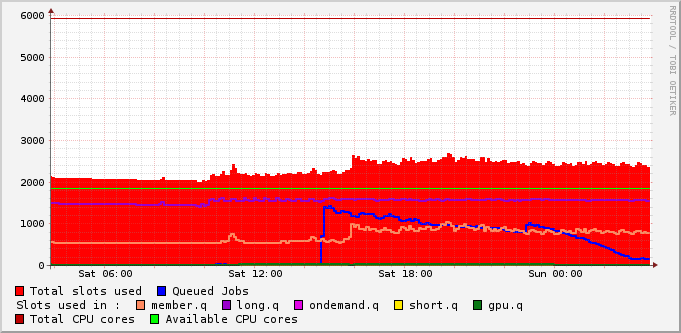 6000
5000
4000
3000
2000
1000
0
Sat 06:00 Sat 12:00 Sat 18:00 Sun 00:00
Total slots used Queued Jobs
Slots used in : member.q long.q ondemand.q short.q gpu.q
Total CPU cores Available CPU cores
RRDTOOL / TOBI OETIKER